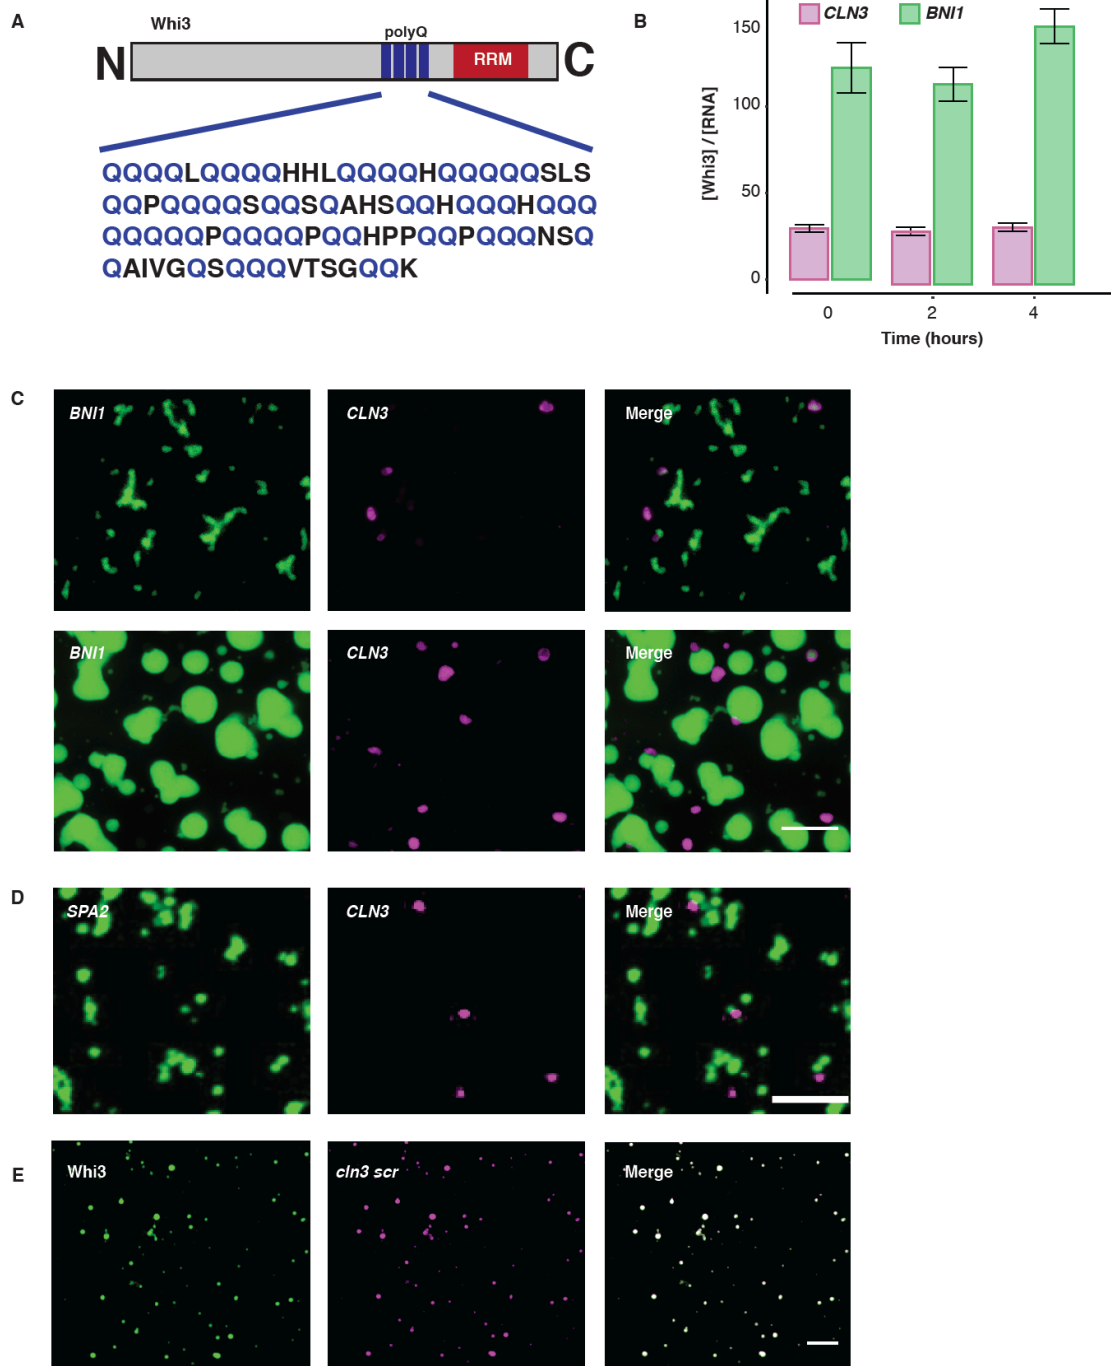 A
Whi3
polyQ
N
RRM
C
QQQQLQQQQHHLQQQQHQQQQQSLS
QQPQQQQSQQSQAHSQQHQQQHQQQ
QQQQQPQQQQPQQHPPQQPQQQNSQ
QAIVGQSQQQVTSGQQK
B
CLN3 BNI1
150
100
50
0
[Whi3] / [RNA]
0 2 4
Time (hours)
C
BNI1 CLN3 Merge
BNI1 CLN3 Merge
D
SPA2 CLN3 Merge
E
Whi3 cln3 scr Merge